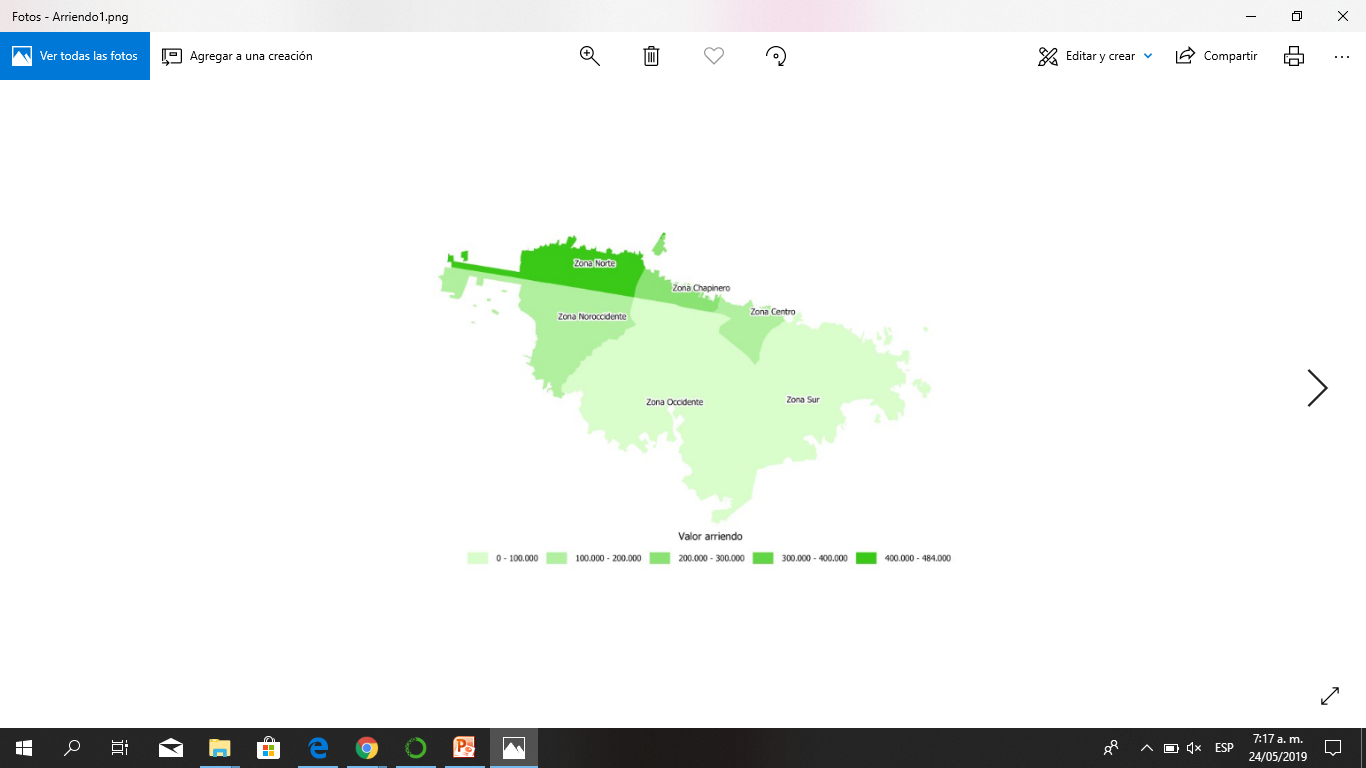 Fotos - Arriendo1.png
Ver todas las fotos
Agregar a una creación
Editar y crear
Compartir
Zona Norte
Zona Chapinero
Zona Centro
Zona Noroccidente
Zona Occidente
Zona Sur
Valor arriendo
0 - 100.000 100.000 - 200.000 200.000 - 300.000 300.000 - 400.000 400.000 - 484.000
ESP
7:17 a. m.
24/05/2019